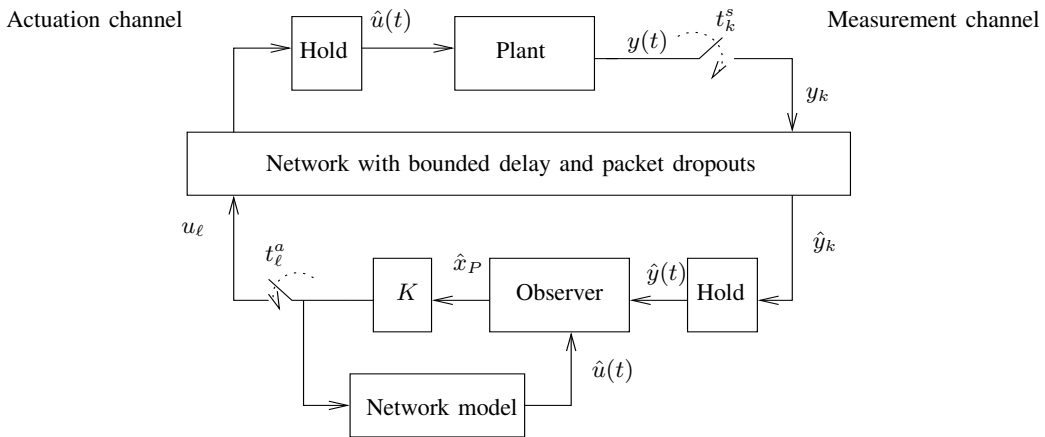 Actuation channel
Measurement channel
û(t)
t_k^s
Hold
Plant
y(t)
y_k
Network with bounded delay and packet dropouts
u_ℓ
ŷ_k
t_ℓ^a
x̂_P
ŷ(t)
K
Observer
Hold
û(t)
Network model